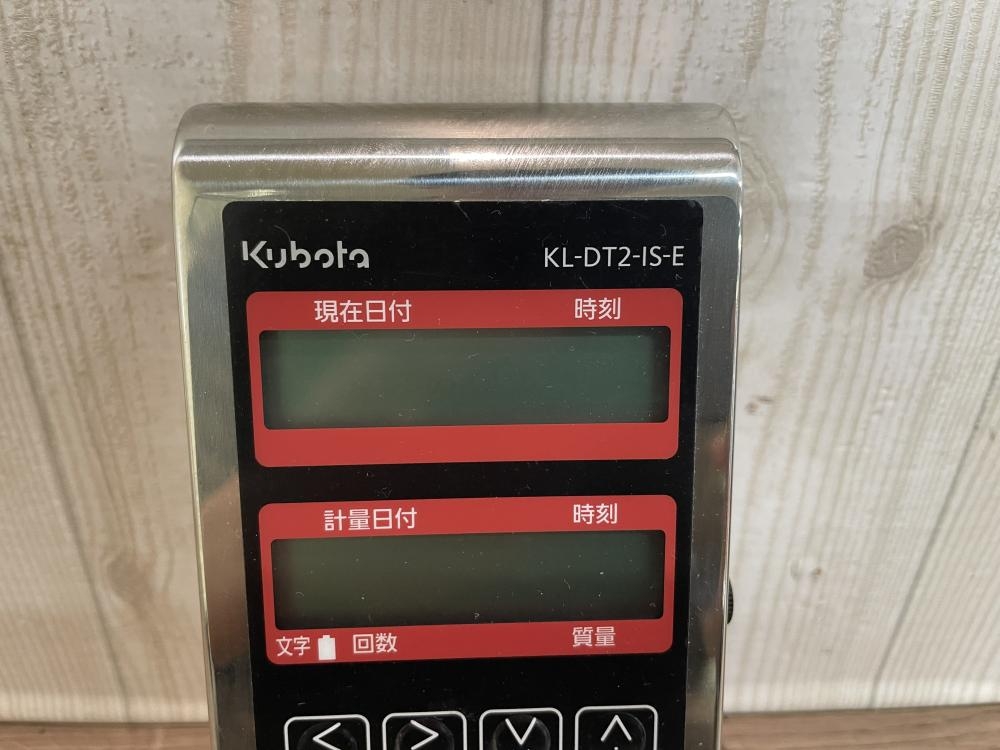 Kubota KL-DT2-IS-E
現在日付 時刻
計量日付 時刻
文字 回数 質量